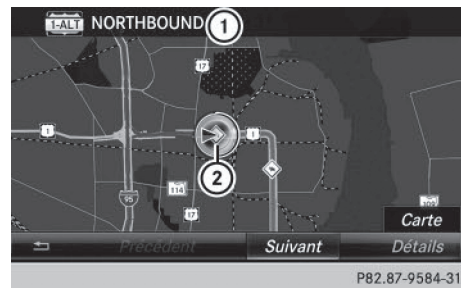 1-ALT NORTHBOUND 1
17
1 1
2
114
95
17
109
Carte
Précédent Suivant Détails
P82.87-9584-31